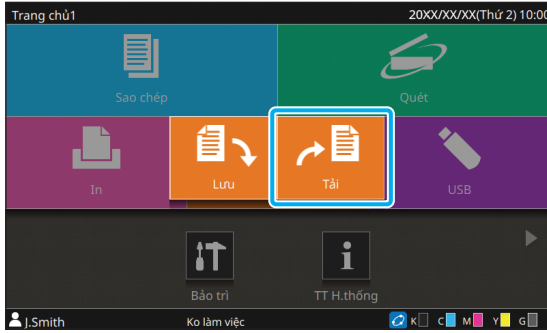 Trang chủ1 20XX/XX/XX(Thứ 2) 10:00
Sao chép Quét
In Lưu Tải USB
Bảo trì TT H.thống
J.Smith Ko làm việc K C M Y G